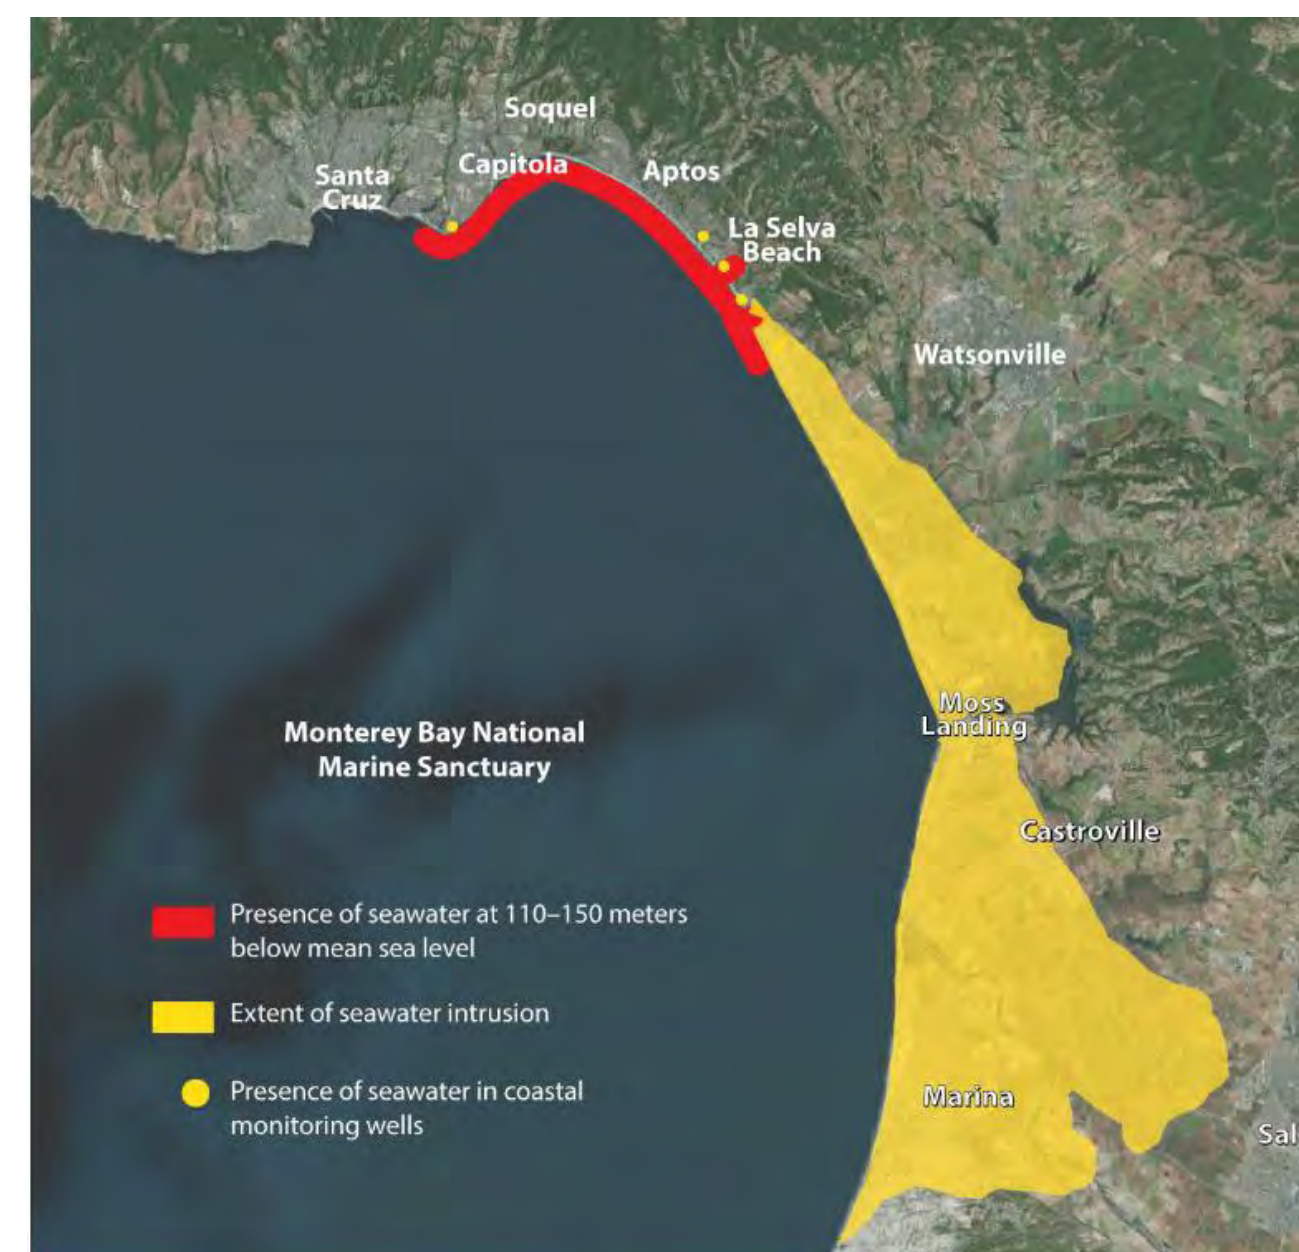 Soquel
Capitola
Aptos
Santa
Cruz
La Selva
Beach
Watsonville
Moss
Landing
Monterey Bay National
Marine Sanctuary
Castroville
Presence of seawater at 110–150 meters
below mean sea level
Extent of seawater intrusion
Presence of seawater in coastal
monitoring wells
Marina
Sal